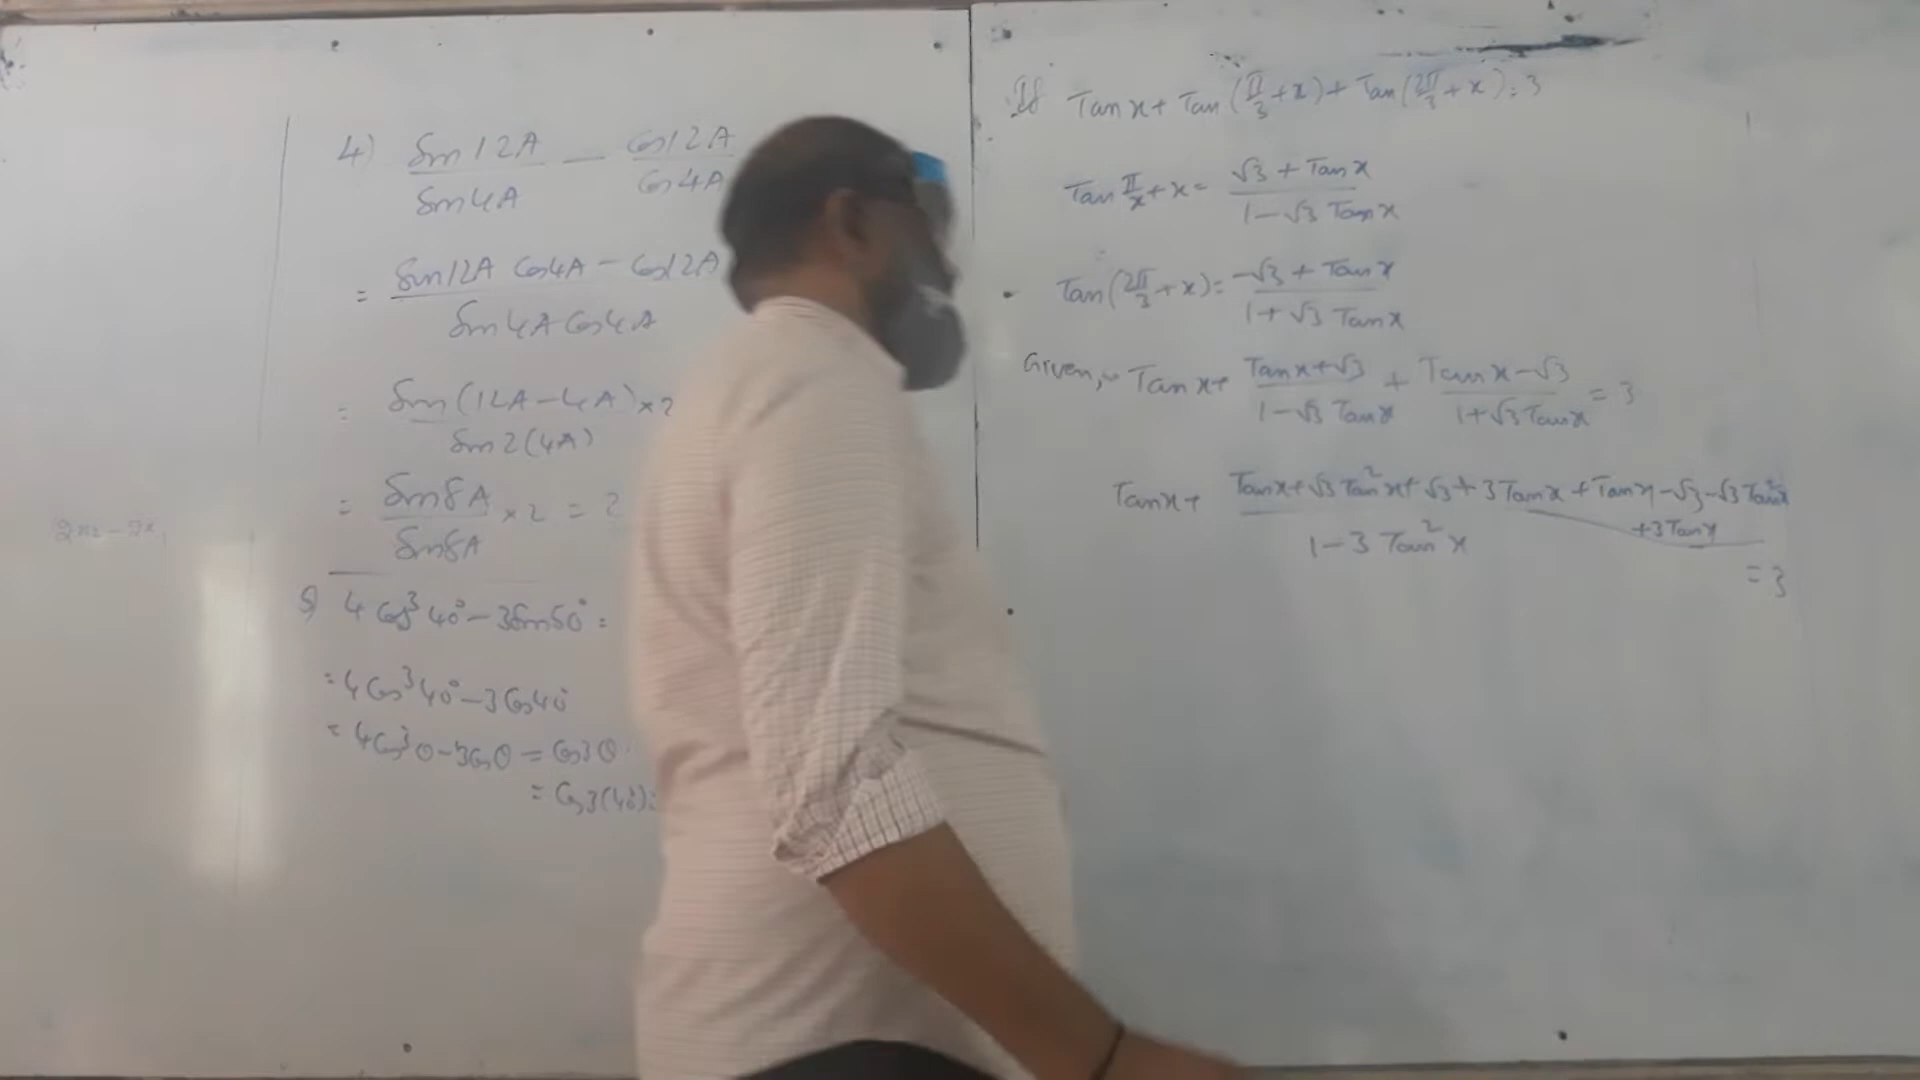 4) Sin12A / Sin4A — Cos12A / Cos4A
= Sin12A Cos4A - Cos12A / Sin4A Cos4A
= Sin(12A-4A)×2 / Sin2(4A)
= Sin8A / Sin8A ×2 = 2
5) 4Cos³40° - 3Sin50° =
= 4Cos³40° - 3Cos40°
= 4Cos³θ - 3Cosθ = Cos3θ
= Cos3(40) =
If Tanx + Tan(π/3 + x) + Tan(2π/3 + x) = 3
Tan π/x + x = √3 + Tanx / 1 - √3 Tanx
Tan(2π/3 + x) = -√3 + Tanx / 1 + √3 Tanx
Given, Tanx + Tanx+√3 / 1-√3 Tanx + Tanx-√3 / 1+√3Tanx = 3
Tanx + Tanx + √3 Tan²x + √3 + 3Tanx + Tanx - √3 - √3 Tan²x + 3Tanx / 1 - 3 Tan²x = 3